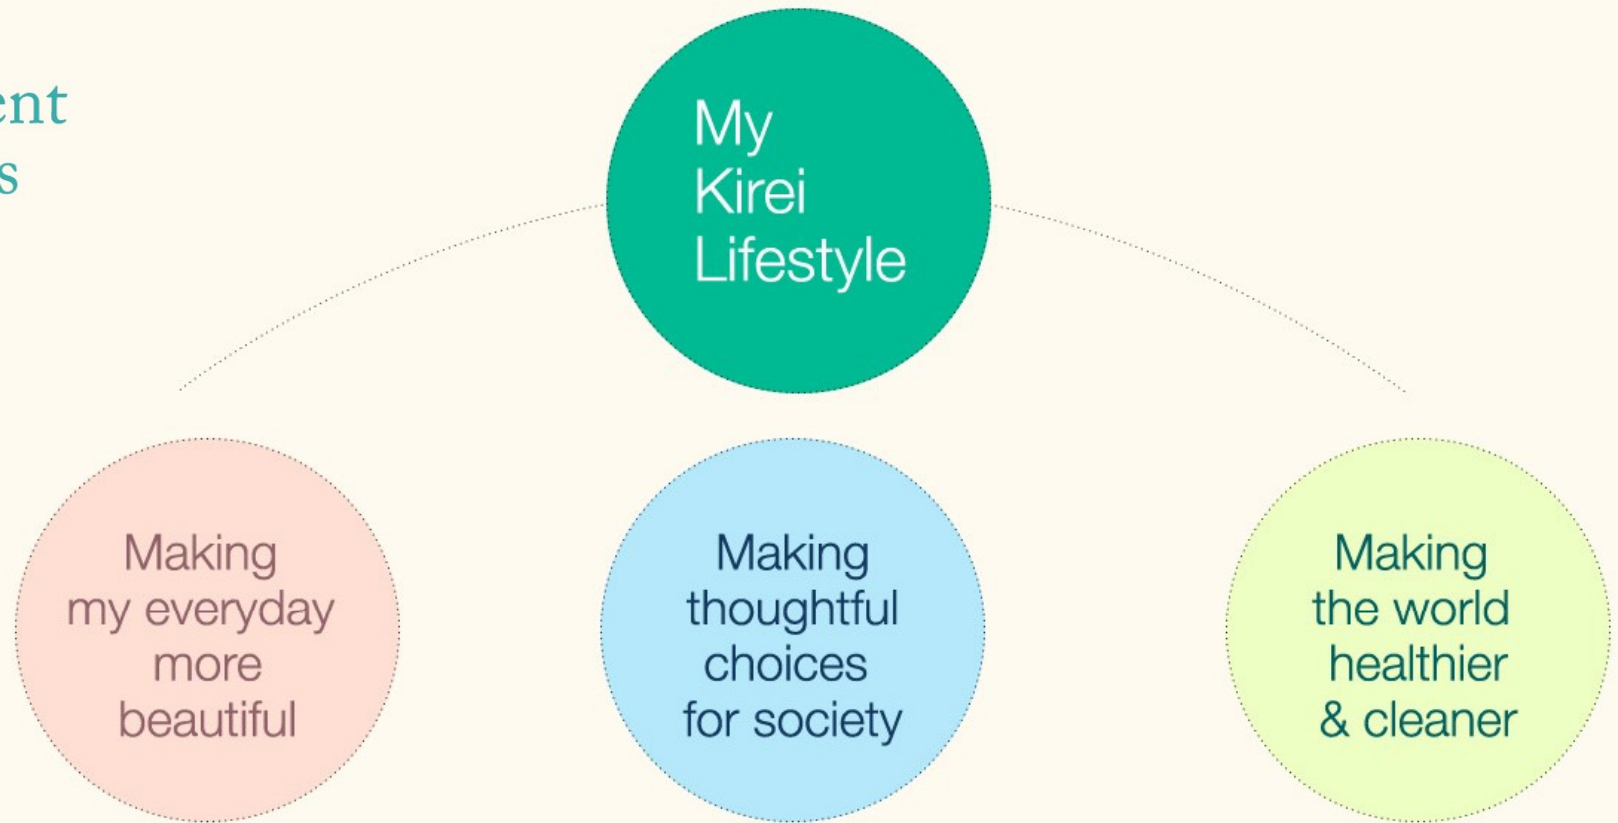 My
Kirei
Lifestyle
Making
my everyday
more
beautiful
Making
thoughtful
choices
for society
Making
the world
healthier
& cleaner